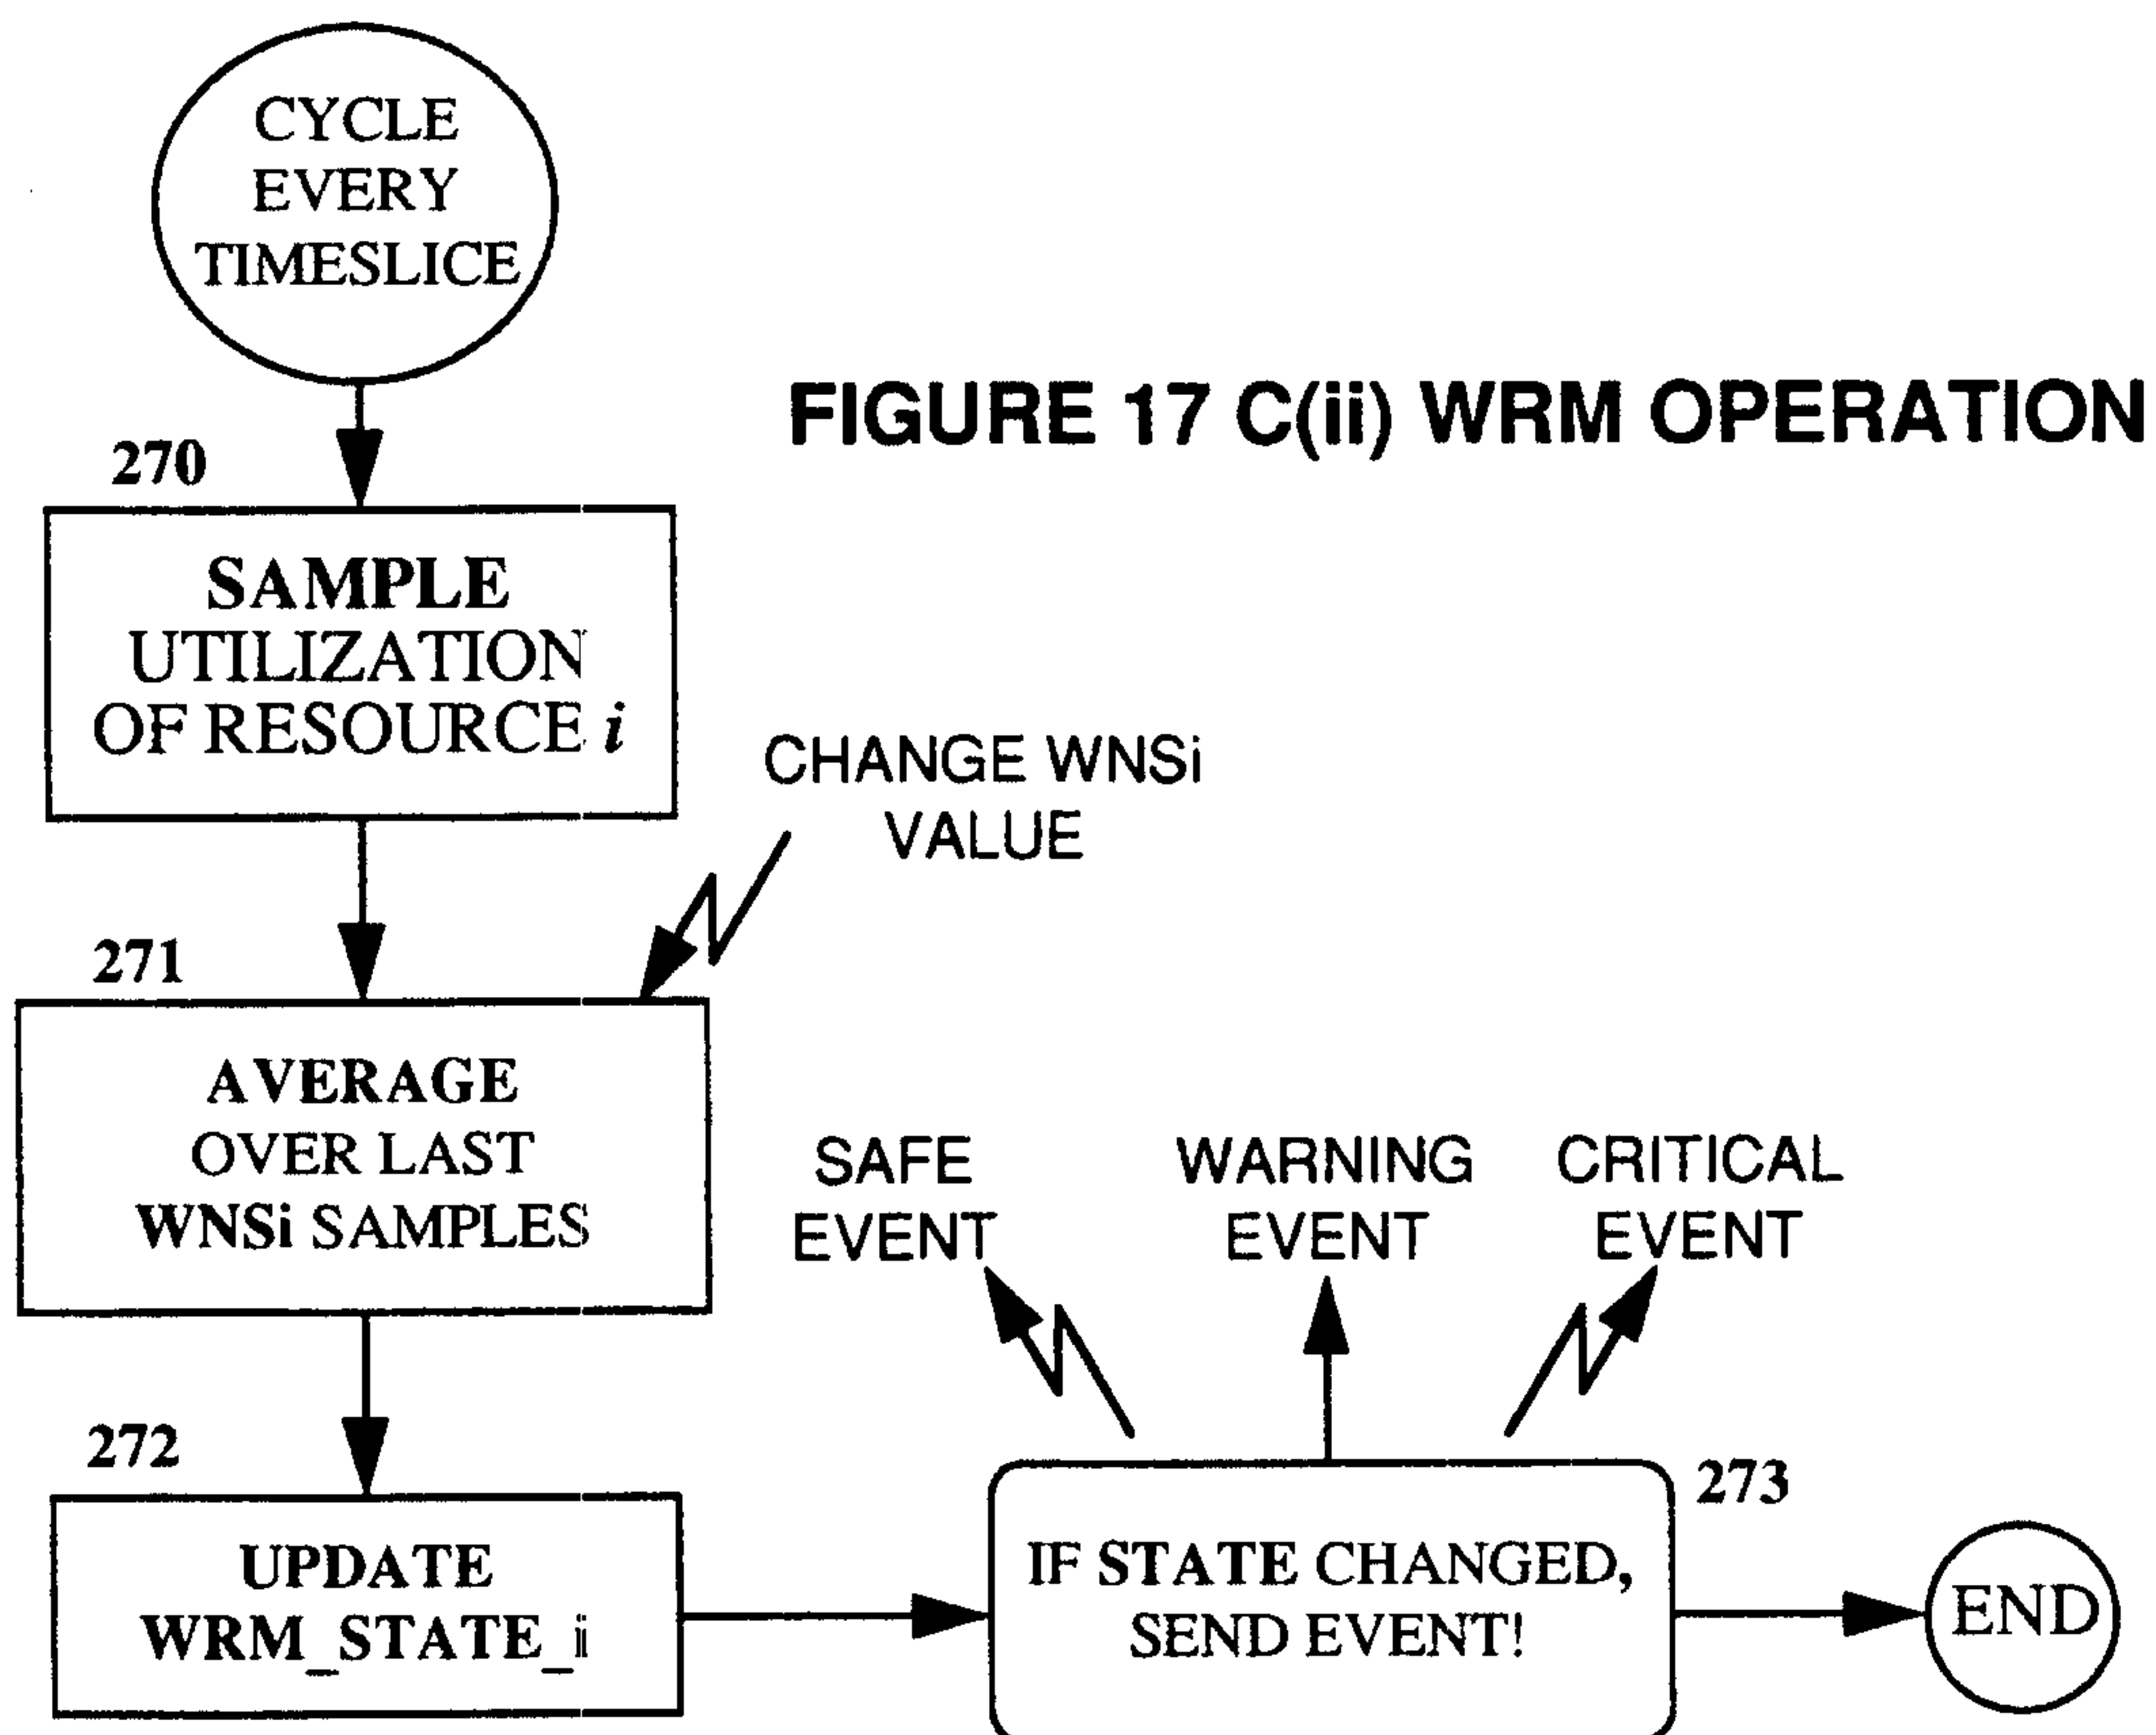 CYCLE
EVERY
TIMESLICE
FIGURE 17 C(ii) WRM OPERATION
270
SAMPLE
UTILIZATION
OF RESOURCE i
CHANGE WNSi
VALUE
271
AVERAGE
OVER LAST
WNSi SAMPLES
SAFE
EVENT
WARNING
EVENT
CRITICAL
EVENT
272
UPDATE
WRM_STATE_i
273
IF STATE CHANGED,
SEND EVENT!
END